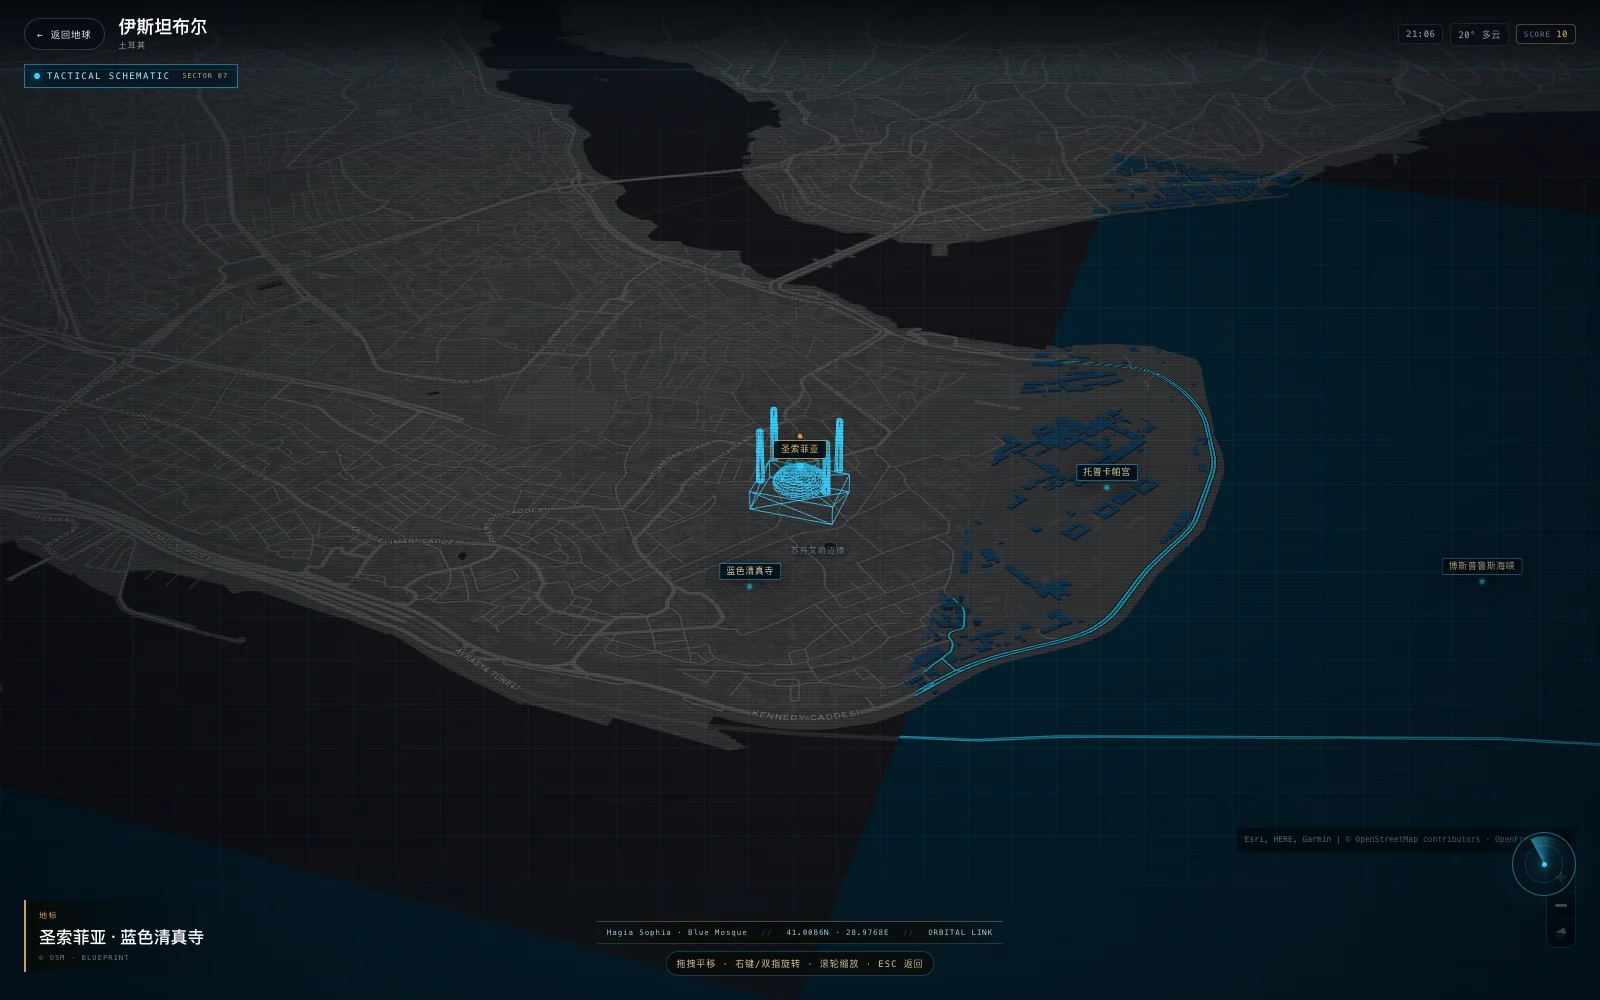 ← 返回地球
伊斯坦布尔
土耳其
TACTICAL SCHEMATIC SECTOR 07
21:06
20° 多云
SCORE 10
圣索菲亚
托普卡帕宫
苏丹艾哈迈德
蓝色清真寺
博斯普鲁斯海峡
AVRASYA TUNELI
KENNEDY CADDESI
Esri, HERE, Garmin | © OpenStreetMap contributors
地标
圣索菲亚 · 蓝色清真寺
© OSM · BLUEPRINT
Hagia Sophia · Blue Mosque // 41.0086N · 28.9768E // ORBITAL LINK
拖拽平移 · 右键/双指旋转 · 滚轮缩放 · ESC 返回